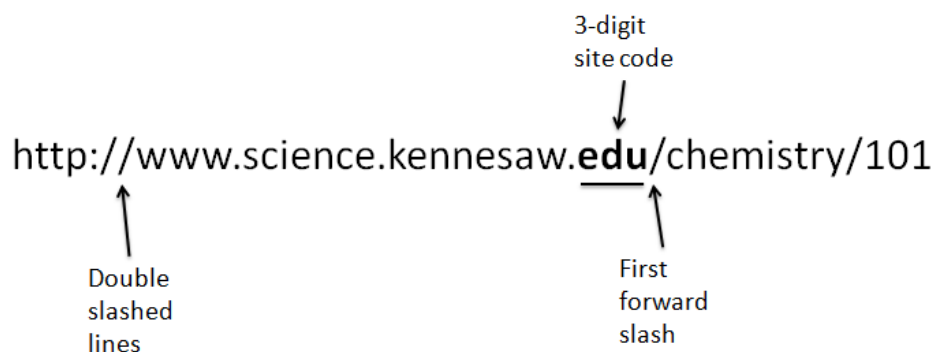 3-digit
site code
http://www.science.kennesaw.edu/chemistry/101
Double
slashed
lines
First
forward
slash